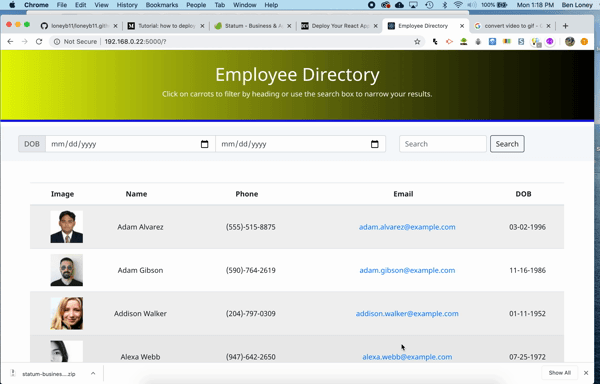 Chrome File Edit View History Bookmarks People Tab Window Help 100% Mon 1:18 PM Ben Loney
loneyb11/loneyb11.gith
Tutorial: how to deploy
Statum – Business & A
Deploy Your React App
Employee Directory
convert video to gif -
Not Secure | 192.168.0.22:5000/?
Employee Directory
Click on carrots to filter by heading or use the search box to narrow your results.
DOB mm/dd/yyyy mm/dd/yyyy Search Search
Image Name Phone Email DOB
Adam Alvarez (555)-515-8875 adam.alvarez@example.com 03-02-1996
Adam Gibson (590)-764-2619 adam.gibson@example.com 11-16-1986
Addison Walker (204)-797-0309 addison.walker@example.com 01-11-1952
Alexa Webb (947)-642-2650 alexa.webb@example.com 07-25-1972
statum-busines....zip Show All